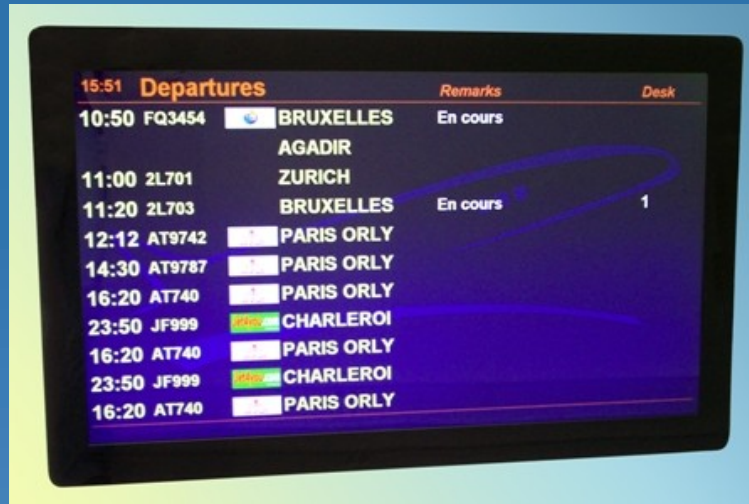 15:51 Departures Remarks Desk
10:50 FQ3454 BRUXELLES En cours
AGADIR
11:00 2L701 ZURICH
11:20 2L703 BRUXELLES En cours 1
12:12 AT9742 PARIS ORLY
14:30 AT9787 PARIS ORLY
16:20 AT740 PARIS ORLY
23:50 JF999 CHARLEROI
16:20 AT740 PARIS ORLY
23:50 JF999 CHARLEROI
16:20 AT740 PARIS ORLY